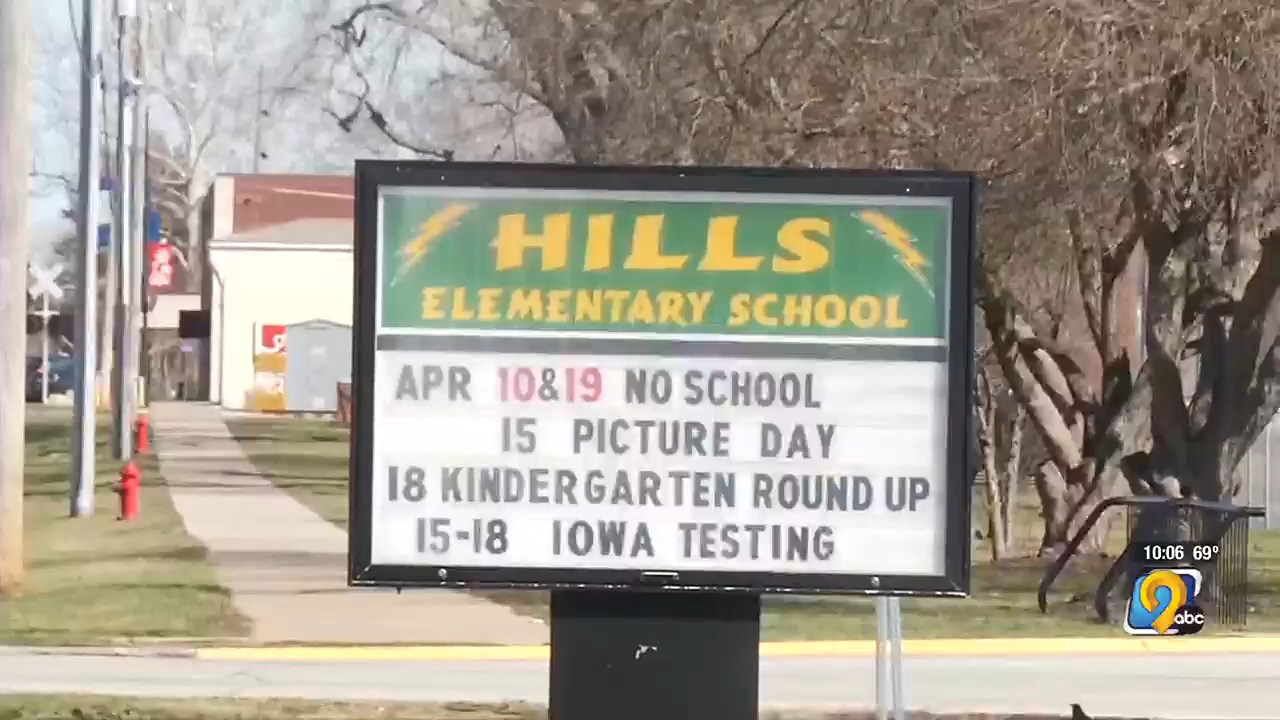 HILLS
ELEMENTARY SCHOOL
APR 10&19 NO SCHOOL
15 PICTURE DAY
18 KINDERGARTEN ROUND UP
15-18 IOWA TESTING
10:06 69º
9 abc